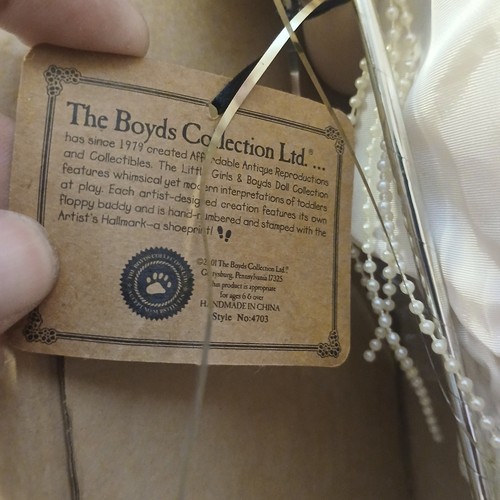 The Boyds Collection Ltd.® ...
has since 1979 created Affordable Antique Reproductions
and Collectibles. The Little Girls & Boyds Doll Collection
features whimsical yet modern interpretations of toddlers
at play. Each artist-designed creation features its own
floppy buddy and is hand-numbered and stamped with the
Artist's Hallmark-a shoeprint!
©2001 The Boyds Collection Ltd.®
Gettysburg, Pennsylvania 17325
This product is appropriate
for ages 6 & over
HANDMADE IN CHINA
Style No:4703